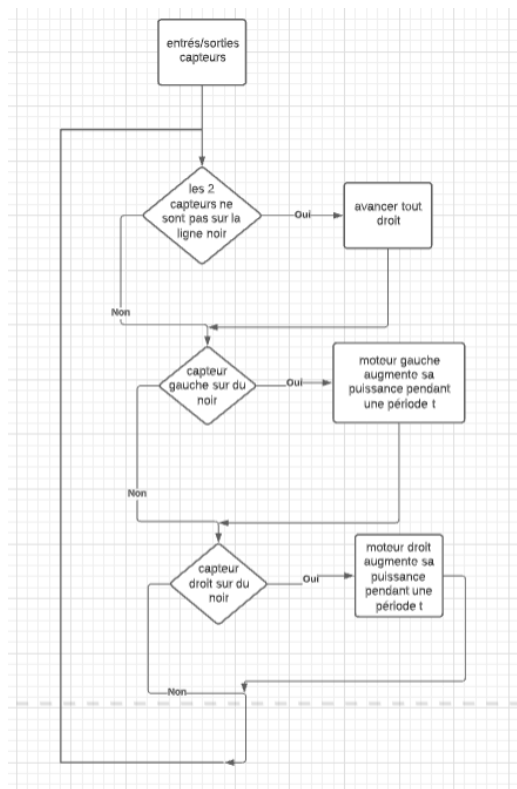 entrés/sorties
capteurs
les 2
capteurs ne
sont pas sur la
ligne noir
Oui
avancer tout
droit
Non
capteur
gauche sur du
noir
Oui
moteur gauche
augmente sa
puissance pendant
une période t
Non
capteur
droit sur du
noir
Oui
moteur droit
augmente sa
puissance
pendant une
période t
Non